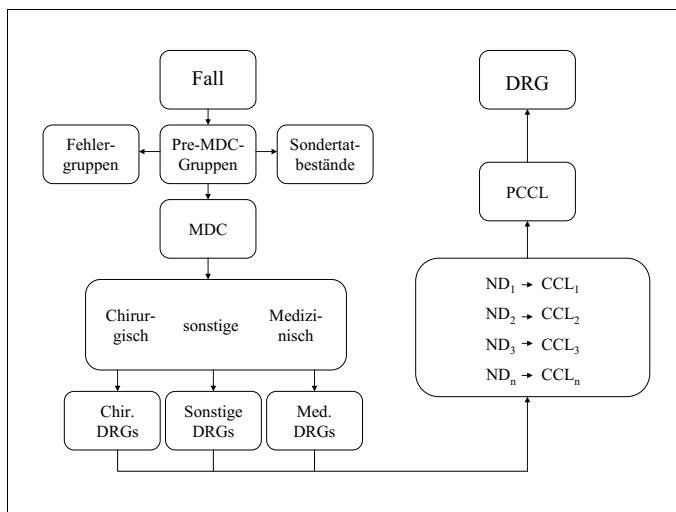 Fall
Fehler-
gruppen
Pre-MDC-
Gruppen
Sondertat-
bestände
MDC
Chirur-
gisch
sonstige
Medizi-
nisch
Chir.
DRGs
Sonstige
DRGs
Med.
DRGs
DRG
PCCL
ND₁ → CCL₁
ND₂ → CCL₂
ND₃ → CCL₃
NDₙ → CCLₙ